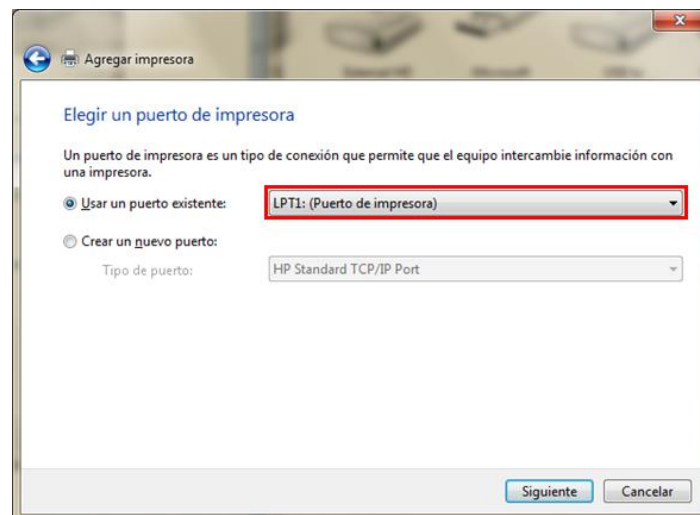 Agregar impresora
Elegir un puerto de impresora
Un puerto de impresora es un tipo de conexión que permite que el equipo intercambie información con
una impresora.
Usar un puerto existente:
LPT1: (Puerto de impresora)
Crear un nuevo puerto:
Tipo de puerto:
HP Standard TCP/IP Port
Siguiente
Cancelar